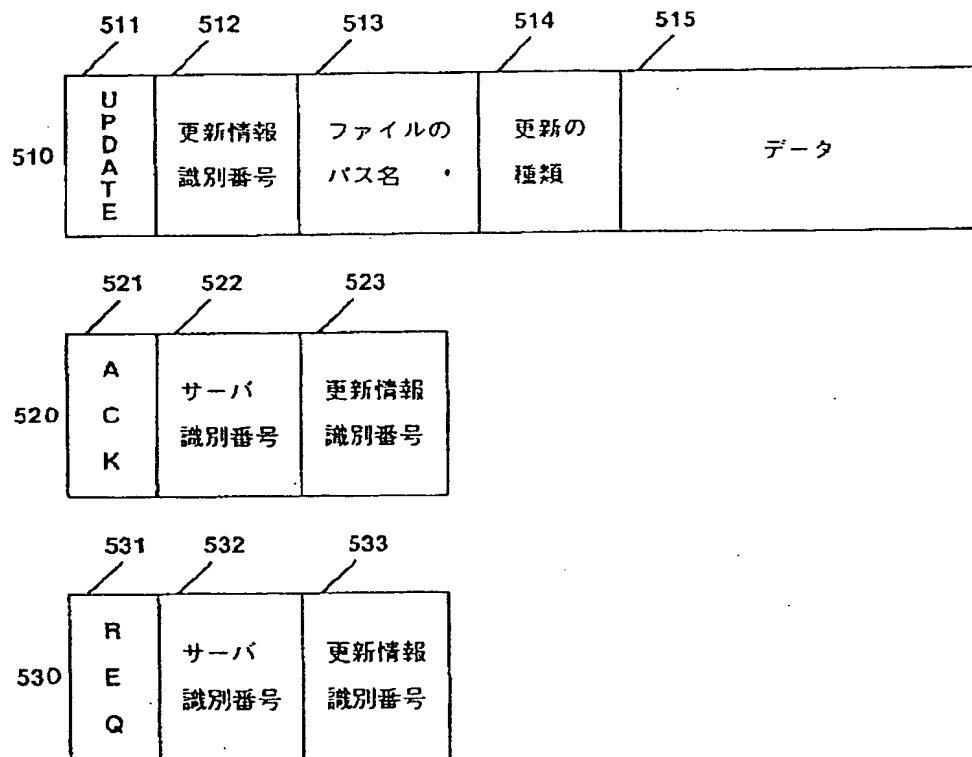 511 512 513 514 515
510
UPDATE
更新情報
識別番号
ファイルの
パス名
更新の
種類
データ
521 522 523
520
ACK
サーバ
識別番号
更新情報
識別番号
531 532 533
530
REQ
サーバ
識別番号
更新情報
識別番号